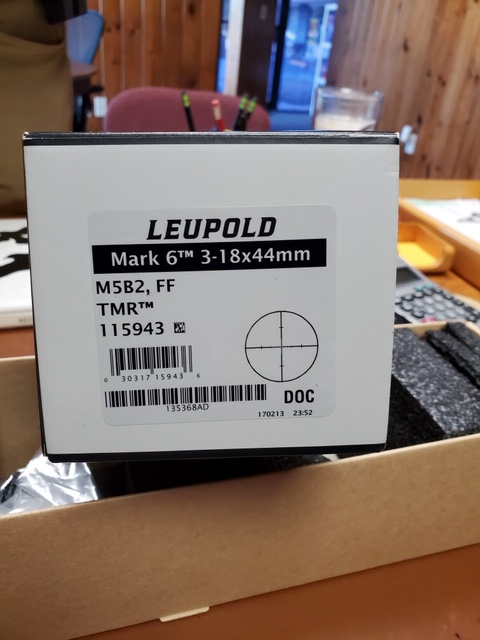 LEUPOLD
Mark 6™ 3-18x44mm
M5B2, FF
TMR™
115943
0 30317 15943 6
135368AD
DOC
170213 23:52